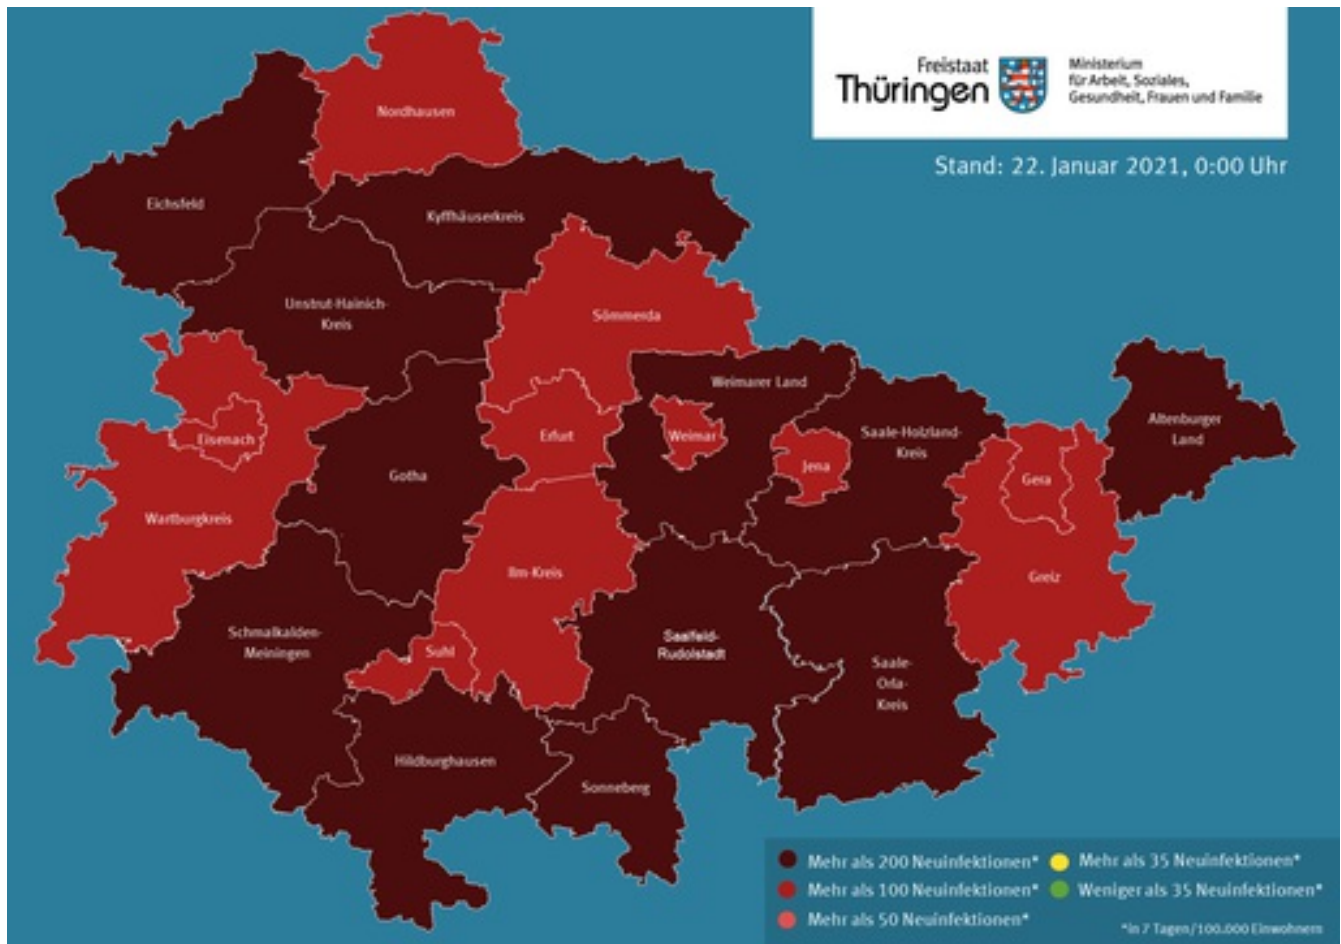 Freistaat
Thüringen
Ministerium
für Arbeit, Soziales,
Gesundheit, Frauen und Familie
Stand: 22. Januar 2021, 0:00 Uhr
Nordhausen
Eichsfeld
Kyffhäuserkreis
Unstrut-Hainich-
Kreis
Sömmerda
Weimarer Land
Altenburger
Land
Eisenach
Erfurt
Weimar
Saale-Holzland-
Kreis
Jena
Gotha
Gera
Wartburgkreis
Ilm-Kreis
Greiz
Schmalkalden-
Meiningen
Suhl
Saalfeld-
Rudolstadt
Saale-
Orla-
Kreis
Hildburghausen
Sonneberg
Mehr als 200 Neuinfektionen*
Mehr als 100 Neuinfektionen*
Mehr als 50 Neuinfektionen*
Mehr als 35 Neuinfektionen*
Weniger als 35 Neuinfektionen*
*in 7 Tagen/100.000 Einwohnern